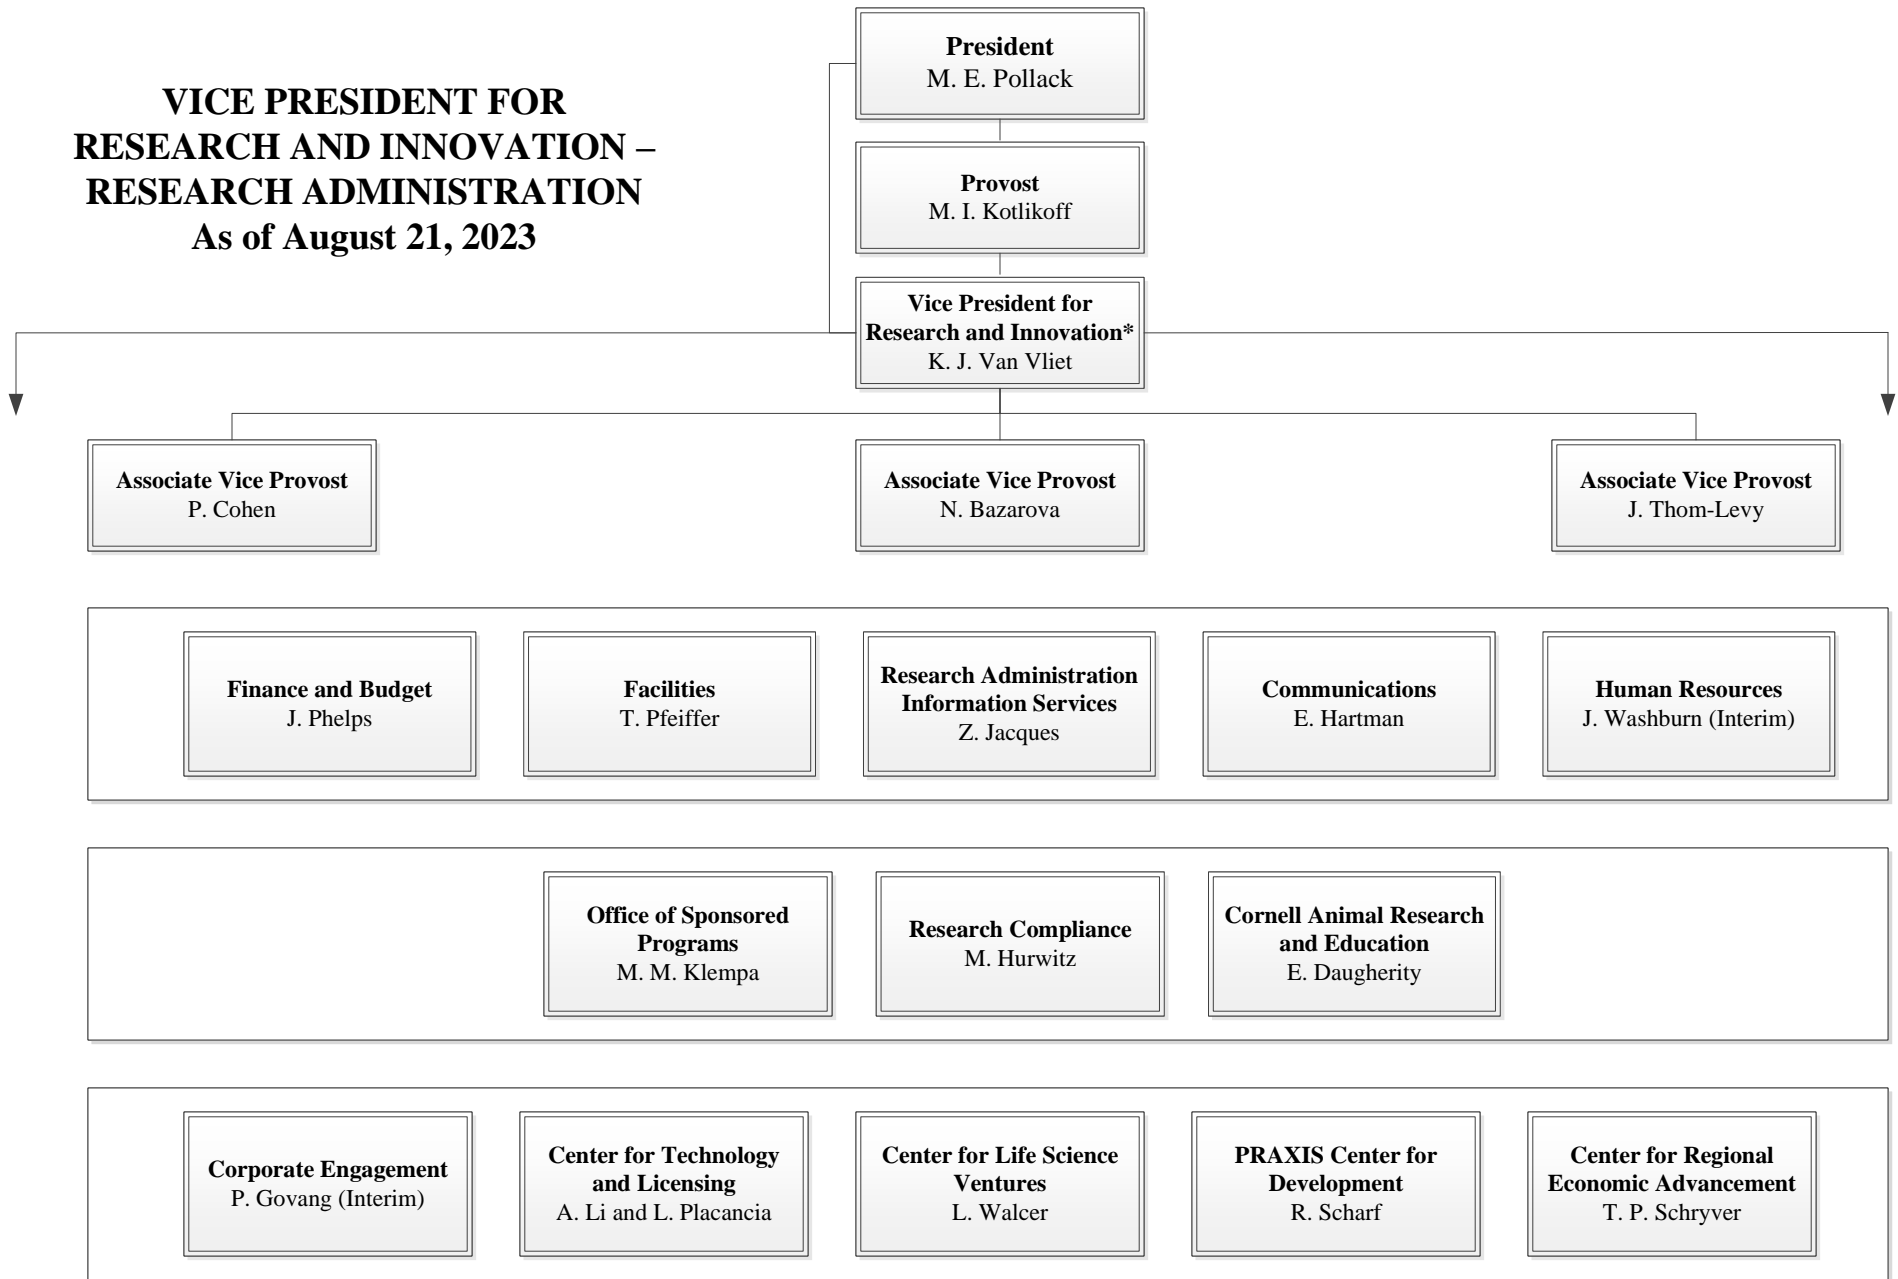 President
M. E. Pollack
VICE PRESIDENT FOR
RESEARCH AND INNOVATION –
RESEARCH ADMINISTRATION
As of August 21, 2023
Provost
M. I. Kotlikoff
Vice President for
Research and Innovation*
K. J. Van Vliet
Associate Vice Provost
P. Cohen
Associate Vice Provost
N. Bazarova
Associate Vice Provost
J. Thom-Levy
Finance and Budget
J. Phelps
Facilities
T. Pfeiffer
Research Administration
Information Services
Z. Jacques
Communications
E. Hartman
Human Resources
J. Washburn (Interim)
Office of Sponsored
Programs
M. M. Klempa
Research Compliance
M. Hurwitz
Cornell Animal Research
and Education
E. Daugherity
Corporate Engagement
P. Govang (Interim)
Center for Technology
and Licensing
A. Li and L. Placancia
Center for Life Science
Ventures
L. Walcer
PRAXIS Center for
Development
R. Scharf
Center for Regional
Economic Advancement
T. P. Schryver